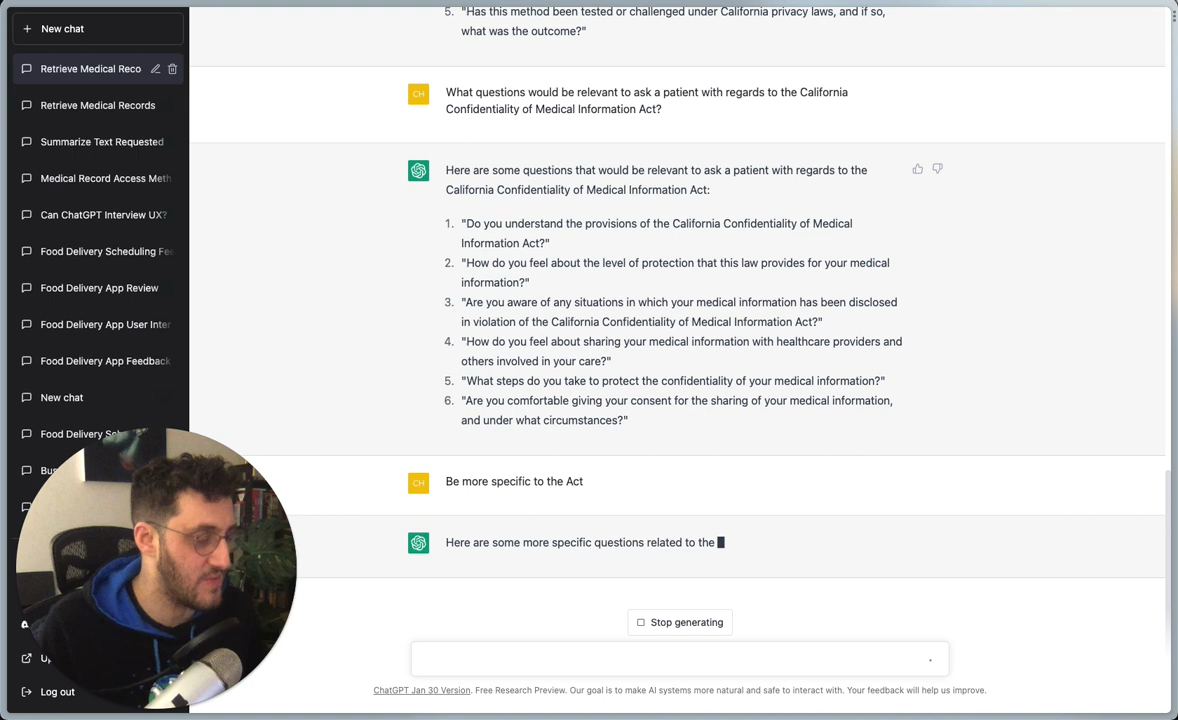 New chat
Retrieve Medical Reco
Retrieve Medical Records
Summarize Text Requested
Medical Record Access Meth
Can ChatGPT Interview UX?
Food Delivery Scheduling Fee
Food Delivery App Review
Food Delivery App User Inter
Food Delivery App Feedback
New chat
Food Delivery
Log out
5. "Has this method been tested or challenged under California privacy laws, and if so,
what was the outcome?"
CH
What questions would be relevant to ask a patient with regards to the California
Confidentiality of Medical Information Act?
Here are some questions that would be relevant to ask a patient with regards to the
California Confidentiality of Medical Information Act:
1. "Do you understand the provisions of the California Confidentiality of Medical
Information Act?"
2. "How do you feel about the level of protection that this law provides for your medical
information?"
3. "Are you aware of any situations in which your medical information has been disclosed
in violation of the California Confidentiality of Medical Information Act?"
4. "How do you feel about sharing your medical information with healthcare providers and
others involved in your care?"
5. "What steps do you take to protect the confidentiality of your medical information?"
6. "Are you comfortable giving your consent for the sharing of your medical information,
and under what circumstances?"
CH
Be more specific to the Act
Here are some more specific questions related to the
Stop generating
ChatGPT Jan 30 Version. Free Research Preview. Our goal is to make AI systems more natural and safe to interact with. Your feedback will help us improve.